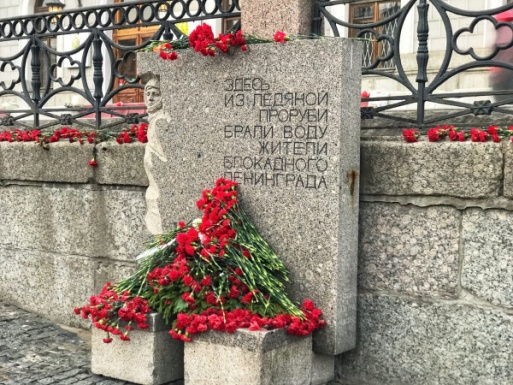 ЗДЕСЬ
ИЗ ЛЕДЯНОЙ
ПРОРУБИ
БРАЛИ ВОДУ
ЖИТЕЛИ
БЛОКАДНОГО
ЛЕНИНГРАДА